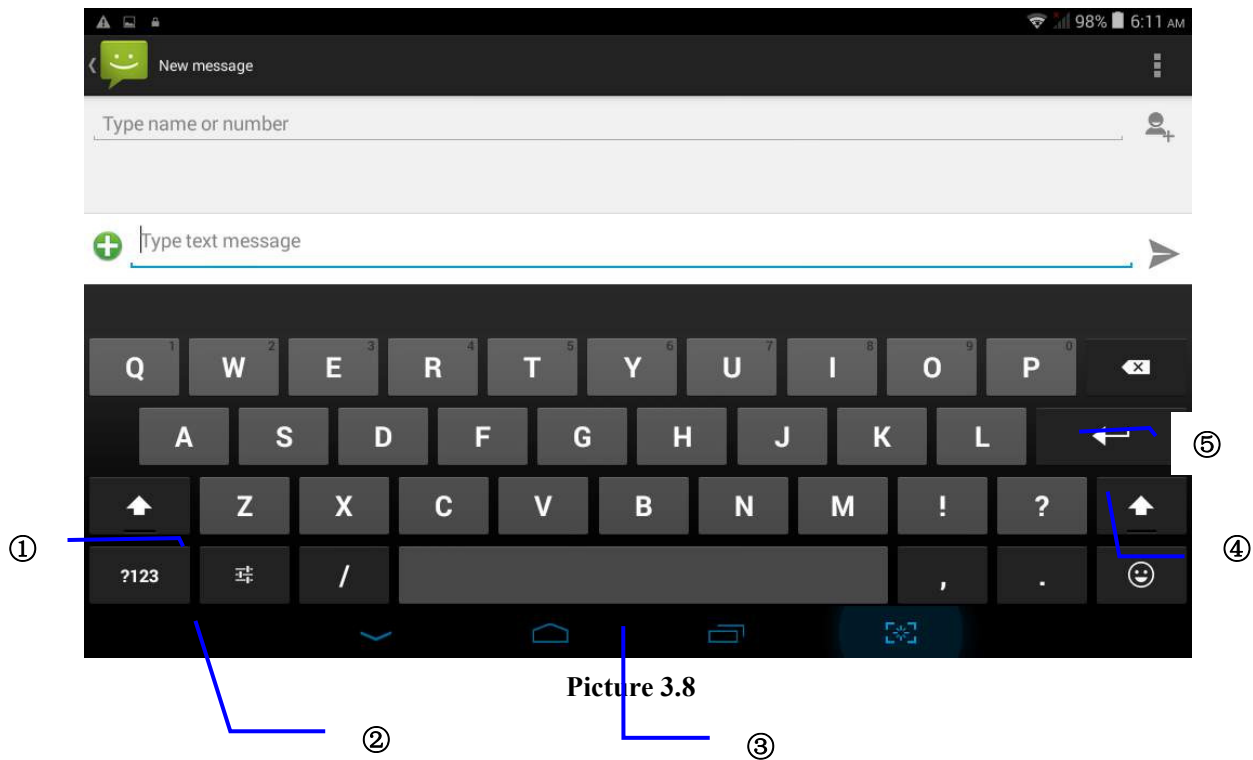 98% 6:11 AM
New message
Type name or number
Type text message
Q 1 W 2 E 3 R 4 T 5 Y 6 U 7 I 8 O 9 P 0
A S D F G H J K L
⑤
Z X C V B N M ! ?
①
④
?123 / , .
Picture 3.8
②
③